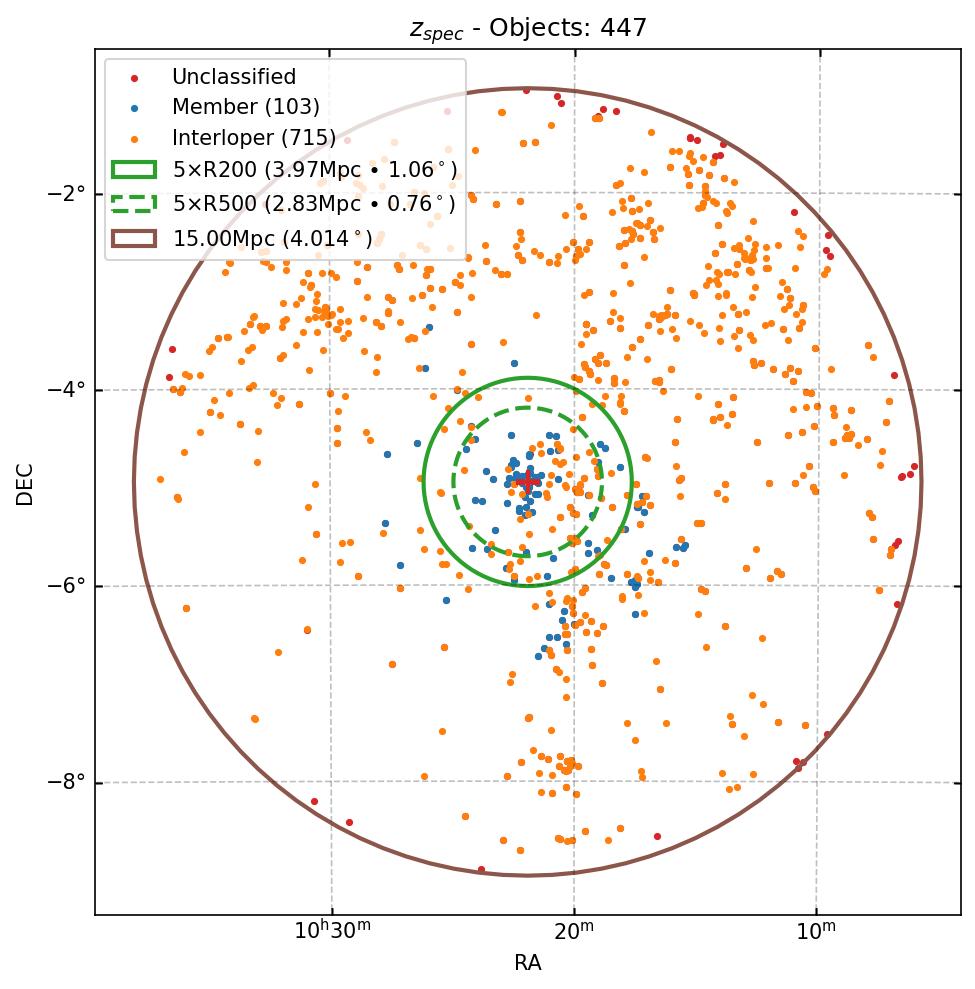 z_spec - Objects: 447
Unclassified
Member (103)
Interloper (715)
5×R200 (3.97Mpc • 1.06°)
5×R500 (2.83Mpc • 0.76°)
15.00Mpc (4.014°)
−2°
−4°
−6°
−8°
DEC
10ʰ30ᵐ
20ᵐ
10ᵐ
RA